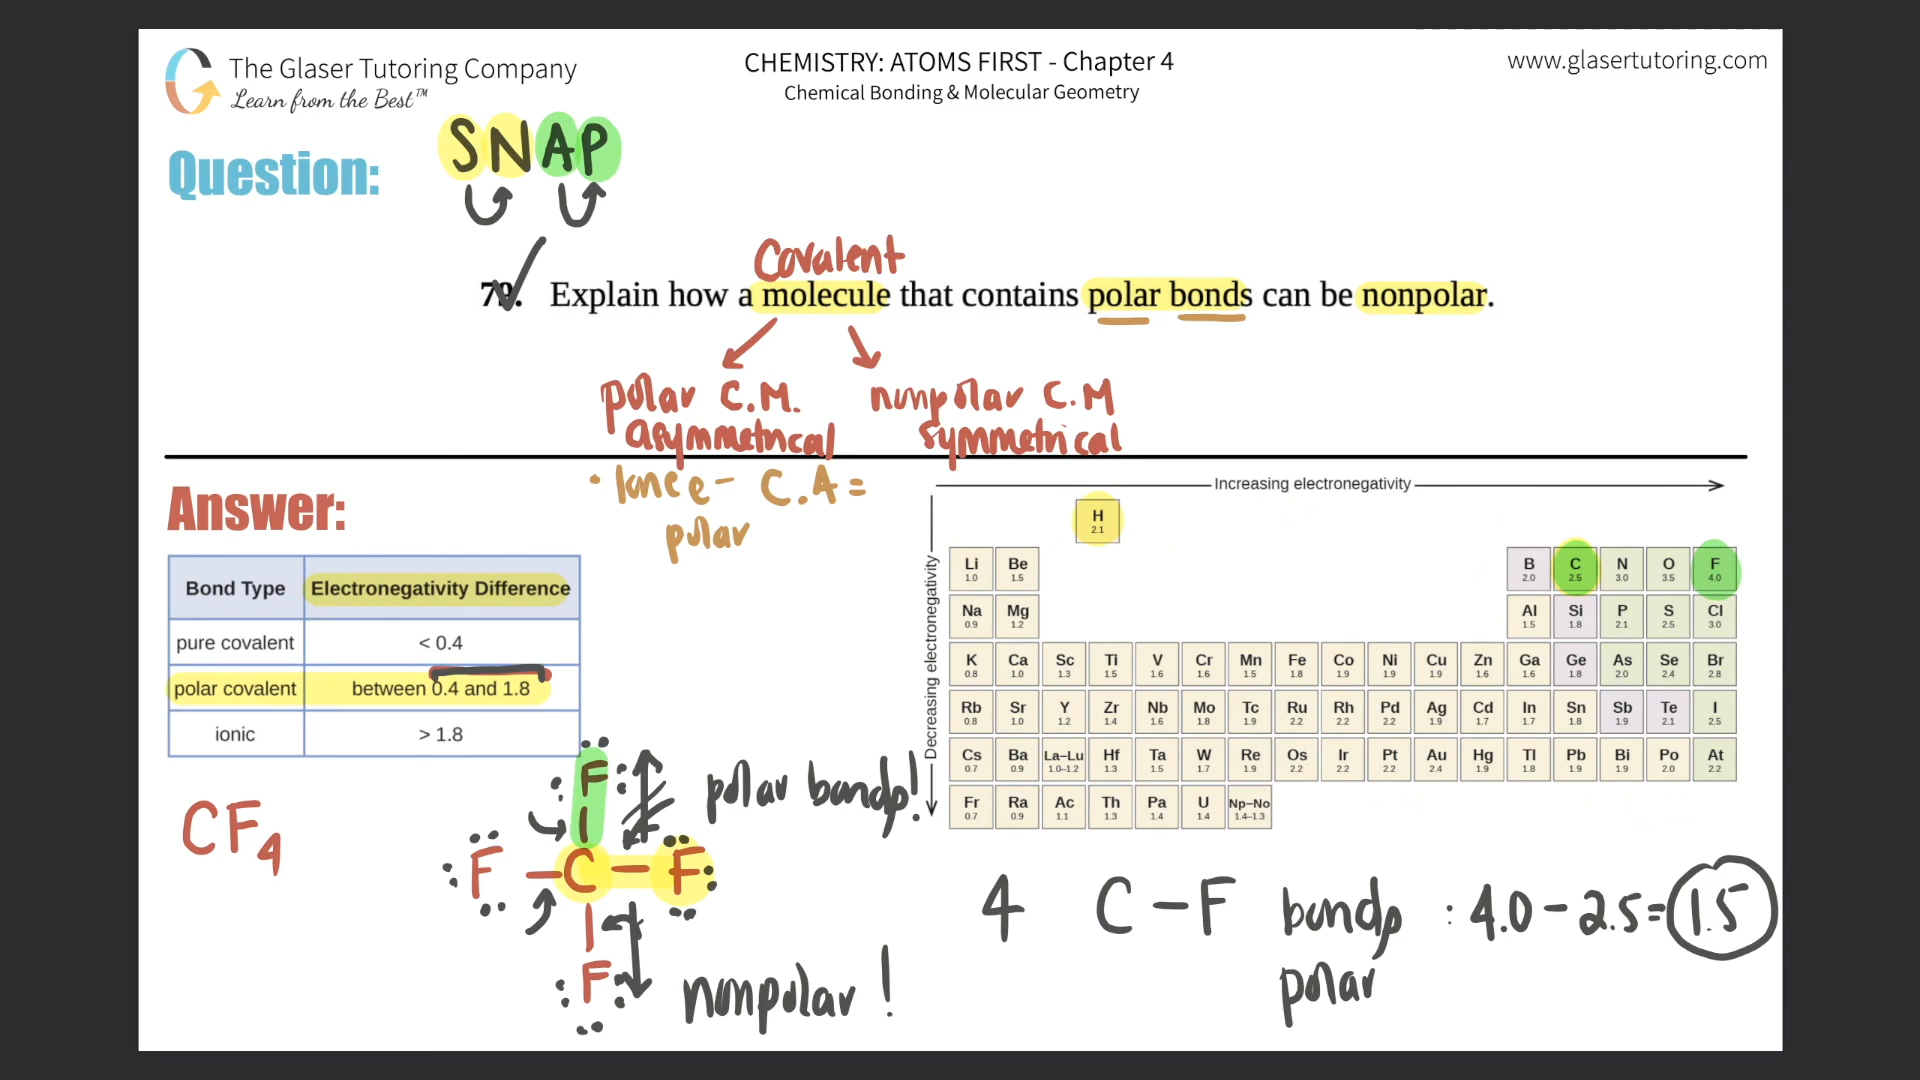 The Glaser Tutoring Company
Learn from the Best™
CHEMISTRY: ATOMS FIRST - Chapter 4
Chemical Bonding & Molecular Geometry
www.glasertutoring.com
SNAP
Question:
Covalent
79. Explain how a molecule that contains polar bonds can be nonpolar.
polar C.M. nonpolar C.M
asymmetrical symmetrical
• lone e- C.A =
polar
Answer:
Bond Type Electronegativity Difference
pure covalent < 0.4
polar covalent between 0.4 and 1.8
ionic > 1.8
Increasing electronegativity
Decreasing electronegativity
H
2.1
Li Be B C N O F
1.0 1.5 2.0 2.5 3.0 3.5 4.0
Na Mg Al Si P S Cl
0.9 1.2 1.5 1.8 2.1 2.5 3.0
K Ca Sc Ti V Cr Mn Fe Co Ni Cu Zn Ga Ge As Se Br
0.8 1.0 1.3 1.5 1.6 1.6 1.5 1.8 1.9 1.9 1.9 1.6 1.6 1.8 2.0 2.4 2.8
Rb Sr Y Zr Nb Mo Tc Ru Rh Pd Ag Cd In Sn Sb Te I
0.8 1.0 1.2 1.4 1.6 1.8 1.9 2.2 2.2 2.2 1.9 1.7 1.7 1.8 1.9 2.1 2.5
Cs Ba La–Lu Hf Ta W Re Os Ir Pt Au Hg Tl Pb Bi Po At
0.7 0.9 1.0–1.2 1.3 1.5 1.7 1.9 2.2 2.2 2.2 2.4 1.9 1.8 1.9 1.9 2.0 2.2
Fr Ra Ac Th Pa U Np–No
0.7 0.9 1.1 1.3 1.4 1.4 1.4–1.3
CF4
F
F – C – F
F
polar bonds!
nonpolar !
4 C – F bonds : 4.0 – 2.5 = 1.5
polar